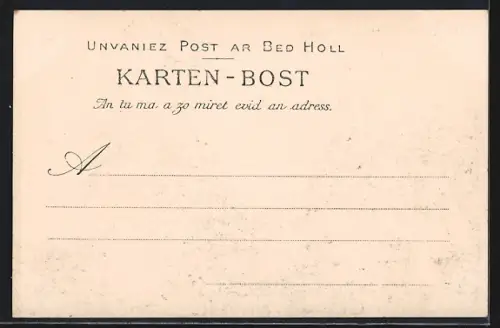 Unvaniez Post ar Bed Holl
KARTEN-BOST
An tu ma a zo miret evid an adress.
A